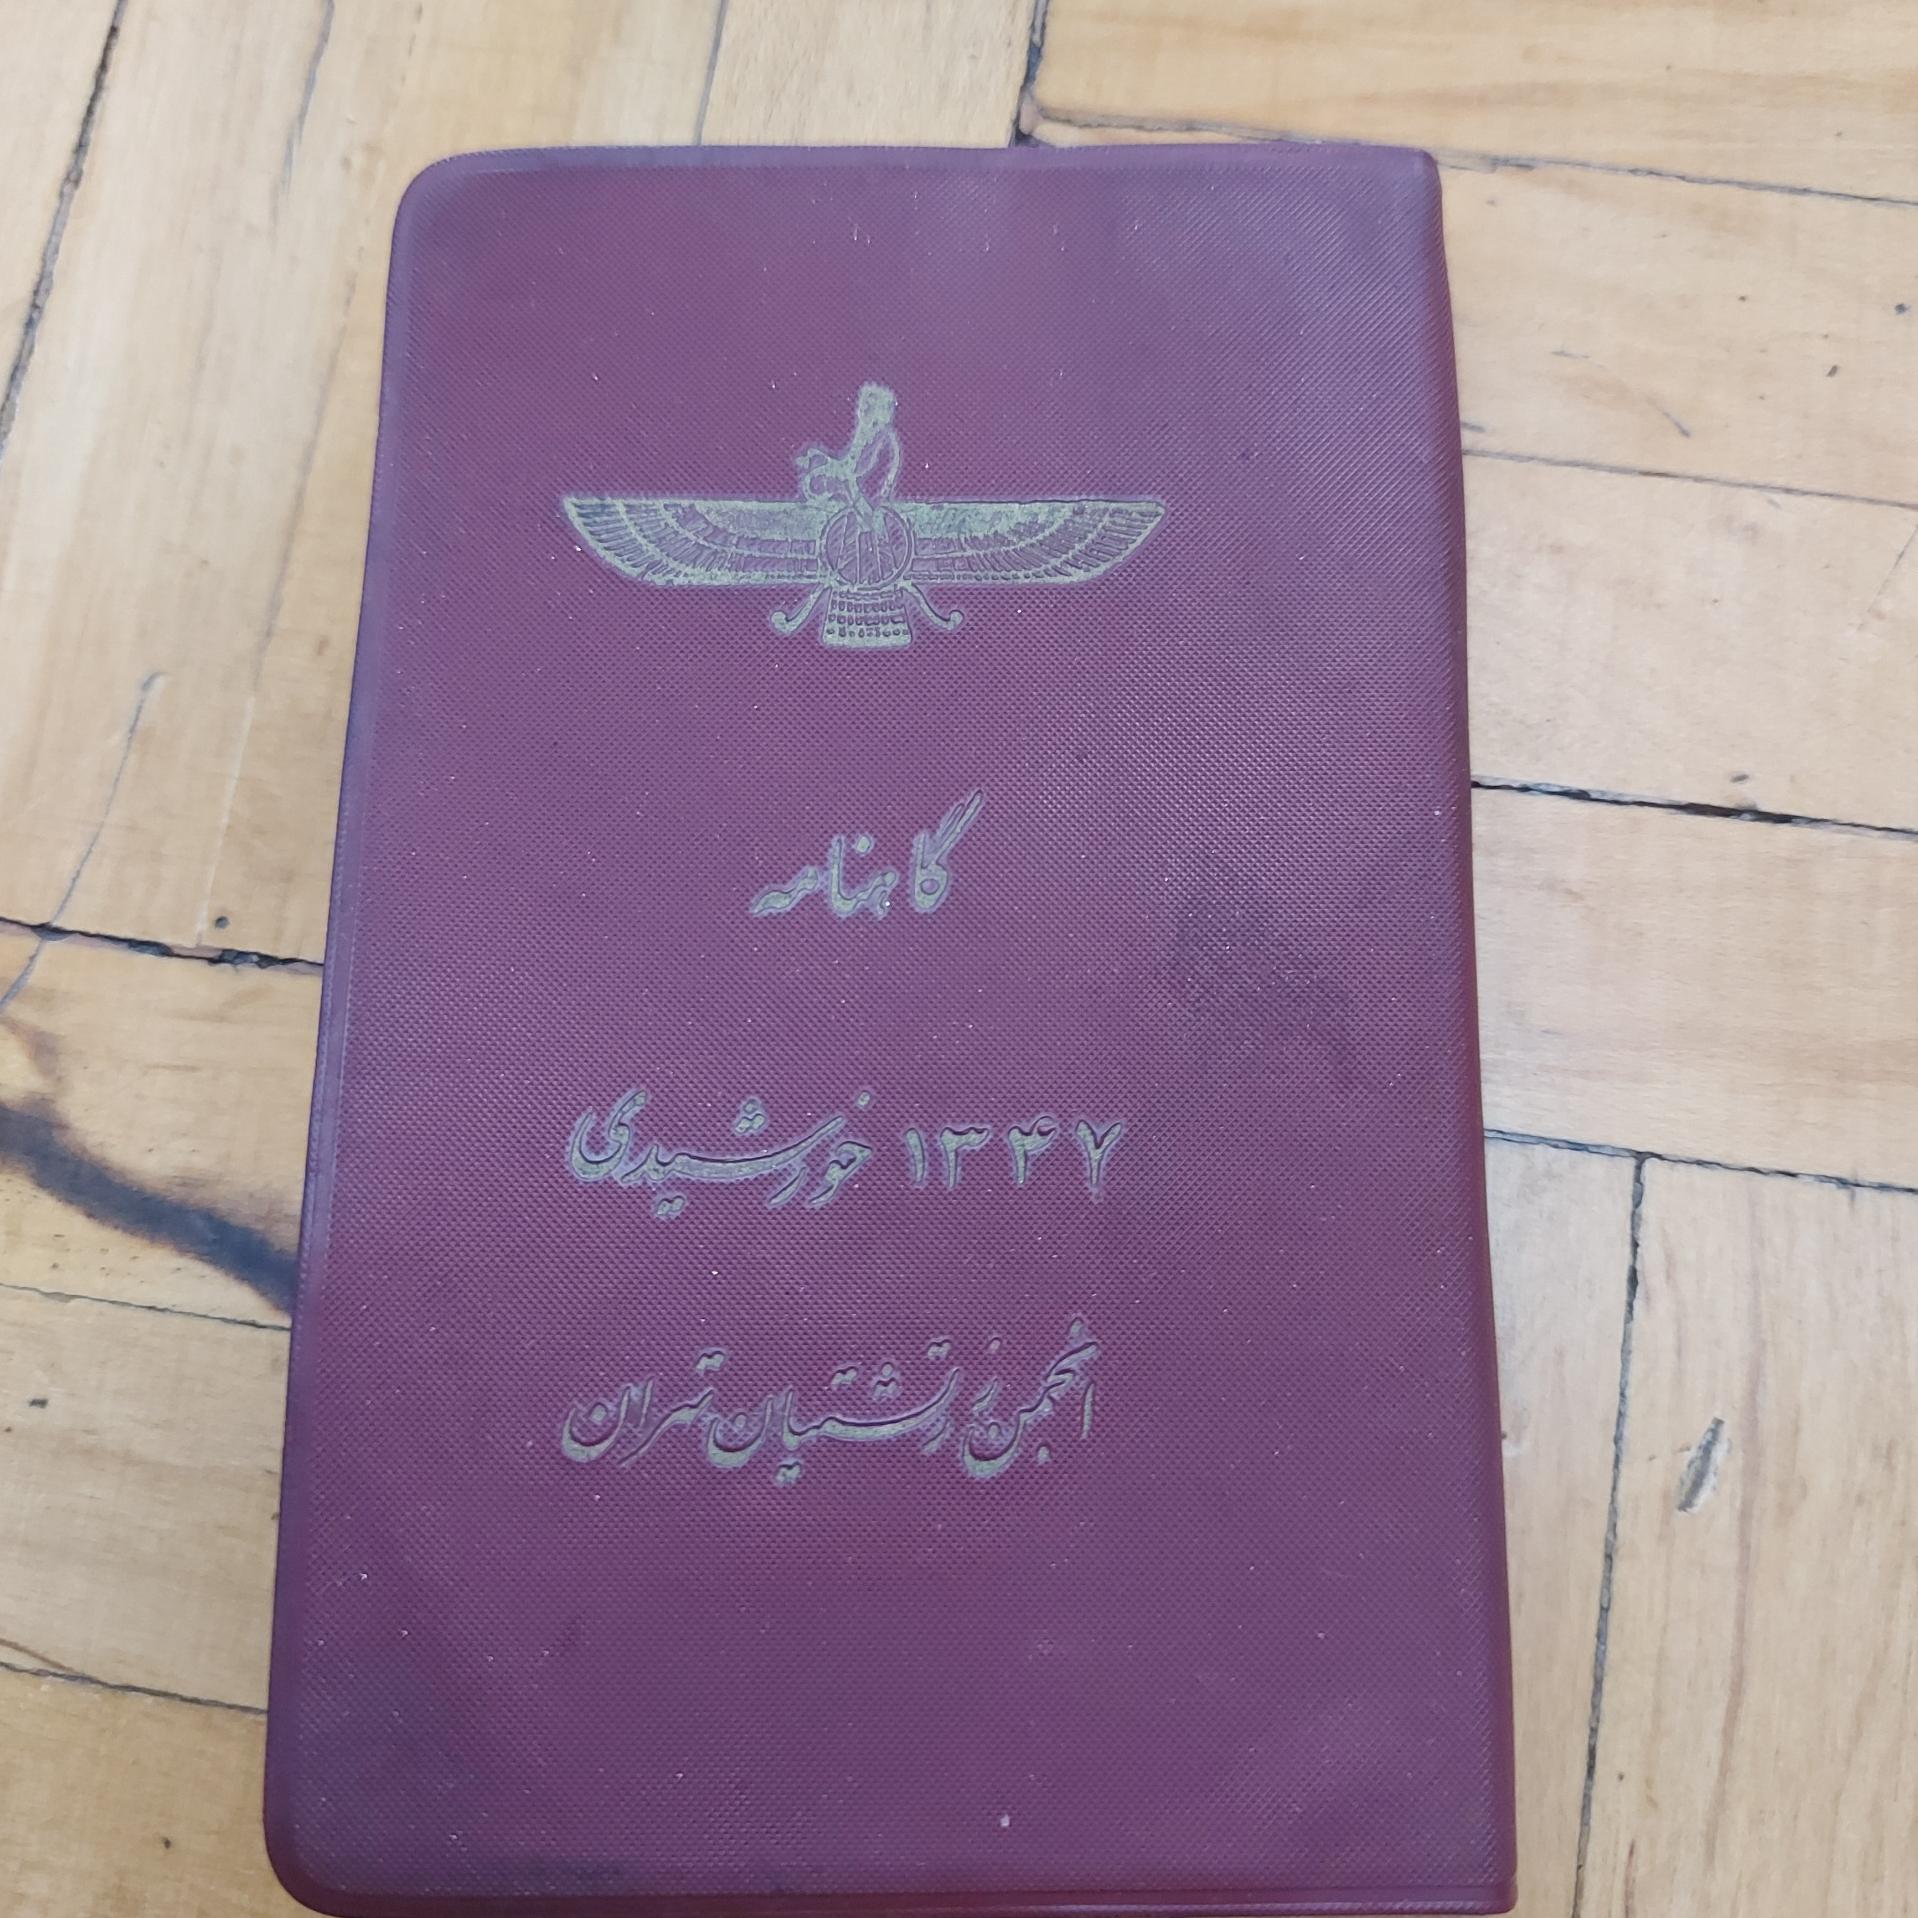 گاهنامه
۱۳۴۷ خورشیدی
انجمن زرتشتیان تهران